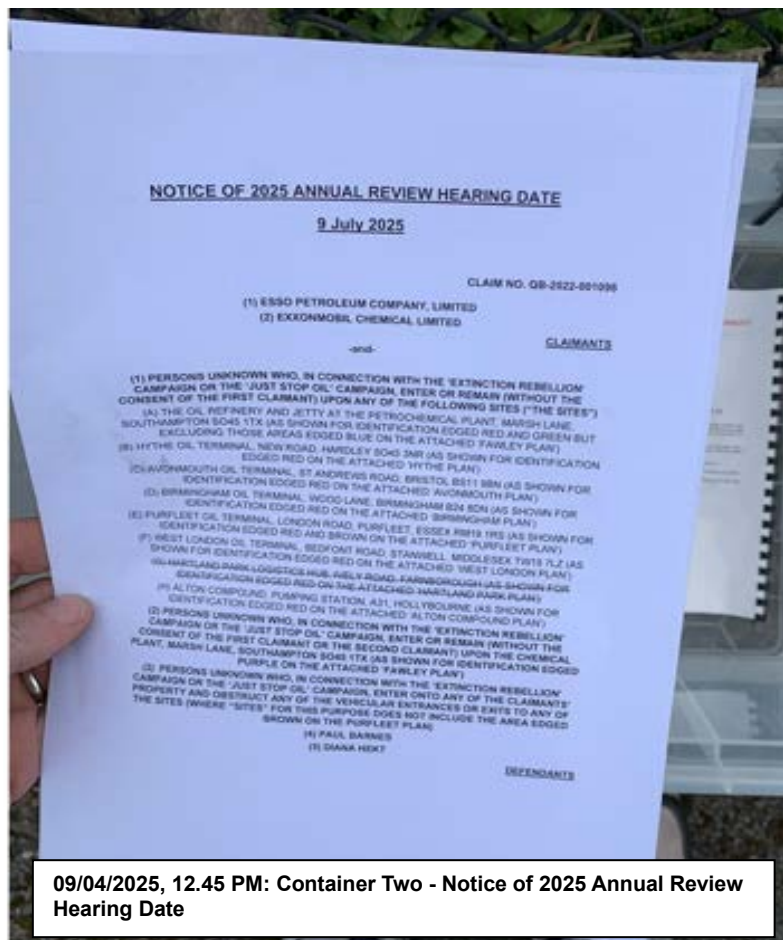 NOTICE OF 2025 ANNUAL REVIEW HEARING DATE
9 July 2025
CLAIM NO. QB-2022-001098
(1) ESSO PETROLEUM COMPANY, LIMITED
(2) EXXONMOBIL CHEMICAL LIMITED
CLAIMANTS
-and-
(1) PERSONS UNKNOWN WHO, IN CONNECTION WITH THE 'EXTINCTION REBELLION'
CAMPAIGN OR THE 'JUST STOP OIL' CAMPAIGN, ENTER OR REMAIN (WITHOUT THE
CONSENT OF THE FIRST CLAIMANT) UPON ANY OF THE FOLLOWING SITES ("THE SITES")
(A) THE OIL REFINERY AND JETTY AT THE PETROCHEMICAL PLANT, MARSH LANE,
SOUTHAMPTON SO45 1TX (AS SHOWN FOR IDENTIFICATION EDGED RED AND GREEN BUT
EXCLUDING THOSE AREAS EDGED BLUE ON THE ATTACHED 'FAWLEY PLAN')
(B) HYTHE OIL TERMINAL, NEW ROAD, HARDLEY SO45 3NR (AS SHOWN FOR IDENTIFICATION
EDGED RED ON THE ATTACHED 'HYTHE PLAN')
(C) AVONMOUTH OIL TERMINAL, ST ANDREWS ROAD, BRISTOL BS11 9BN (AS SHOWN FOR
IDENTIFICATION EDGED RED ON THE ATTACHED 'AVONMOUTH PLAN')
(D) BIRMINGHAM OIL TERMINAL, WOOD LANE, BIRMINGHAM B24 8DN (AS SHOWN FOR
IDENTIFICATION EDGED RED ON THE ATTACHED 'BIRMINGHAM PLAN')
(E) PURFLEET OIL TERMINAL, LONDON ROAD, PURFLEET, ESSEX RM19 1RS (AS SHOWN FOR
IDENTIFICATION EDGED RED AND BROWN ON THE ATTACHED 'PURFLEET PLAN')
(F) WEST LONDON OIL TERMINAL, BEDFONT ROAD, STANWELL, MIDDLESEX TW19 7LZ (AS
SHOWN FOR IDENTIFICATION EDGED RED ON THE ATTACHED 'WEST LONDON PLAN')
(G) HARTLAND PARK LOGISTICS HUB, IVELY ROAD, FARNBOROUGH (AS SHOWN FOR
IDENTIFICATION EDGED RED ON THE ATTACHED 'HARTLAND PARK PLAN')
(H) ALTON COMPOUND, PUMPING STATION, A31, HOLLYBOURNE (AS SHOWN FOR
IDENTIFICATION EDGED RED ON THE ATTACHED 'ALTON COMPOUND PLAN')
(2) PERSONS UNKNOWN WHO, IN CONNECTION WITH THE 'EXTINCTION REBELLION'
CAMPAIGN OR THE 'JUST STOP OIL' CAMPAIGN, ENTER OR REMAIN (WITHOUT THE
CONSENT OF THE FIRST CLAIMANT OR THE SECOND CLAIMANT) UPON THE CHEMICAL
PLANT, MARSH LANE, SOUTHAMPTON SO45 1TX (AS SHOWN FOR IDENTIFICATION EDGED
PURPLE ON THE ATTACHED 'FAWLEY PLAN')
(3) PERSONS UNKNOWN WHO, IN CONNECTION WITH THE 'EXTINCTION REBELLION'
CAMPAIGN OR THE 'JUST STOP OIL' CAMPAIGN, ENTER ONTO ANY OF THE CLAIMANTS'
PROPERTY AND OBSTRUCT ANY OF THE VEHICULAR ENTRANCES OR EXITS TO ANY OF
THE SITES (WHERE "SITES" FOR THIS PURPOSE DOES NOT INCLUDE THE AREA EDGED
BROWN ON THE PURFLEET PLAN)
(4) PAUL BARNES
(5) DIANA HEKT
DEFENDANTS
09/04/2025, 12.45 PM: Container Two - Notice of 2025 Annual Review
Hearing Date